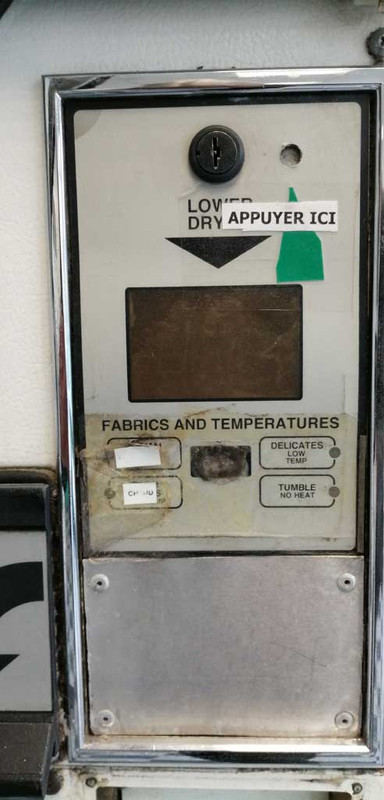 LOWER
DRY
APPUYER ICI
FABRICS AND TEMPERATURES
DELICATES
LOW
TEMP
TUMBLE
NO HEAT